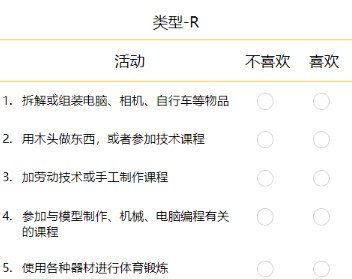 类型-R
活动 不喜欢 喜欢
1. 拆解或组装电脑、相机、自行车等物品
2. 用木头做东西，或者参加技术课程
3. 加劳动技术或手工制作课程
4. 参加与模型制作、机械、电脑编程有关
的课程
5. 使用各种器材进行体育锻炼